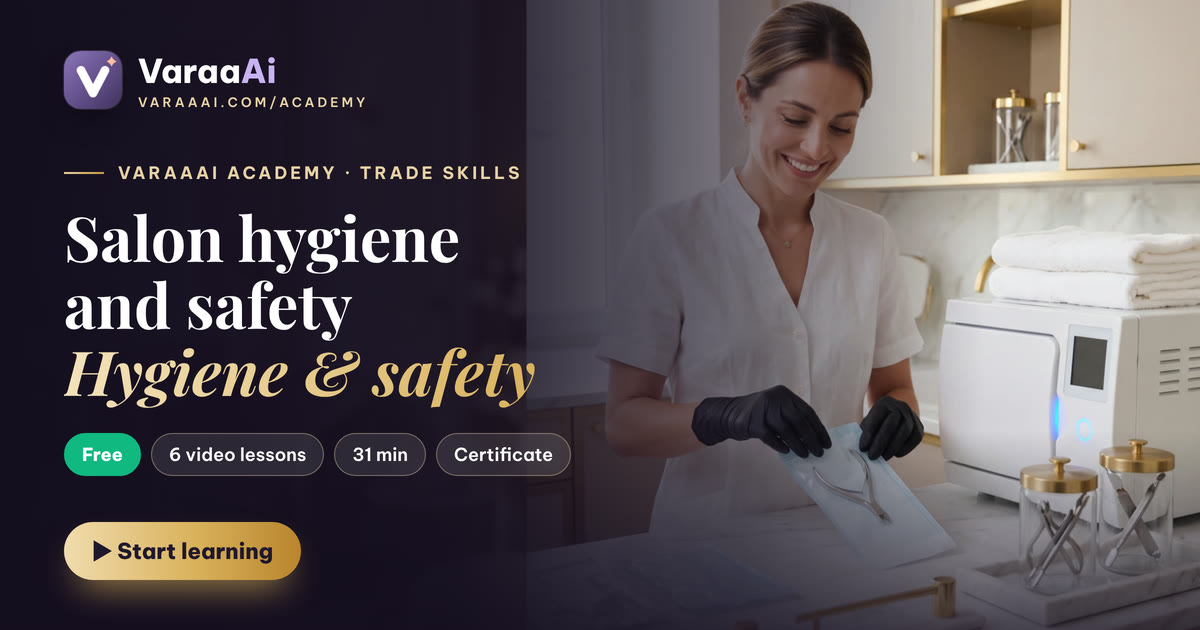 V
VaraaAi
VARAAAI.COM/ACADEMY
VARAAAI ACADEMY · TRADE SKILLS
Salon hygiene
and safety
Hygiene & safety
Free
6 video lessons
31 min
Certificate
▶ Start learning